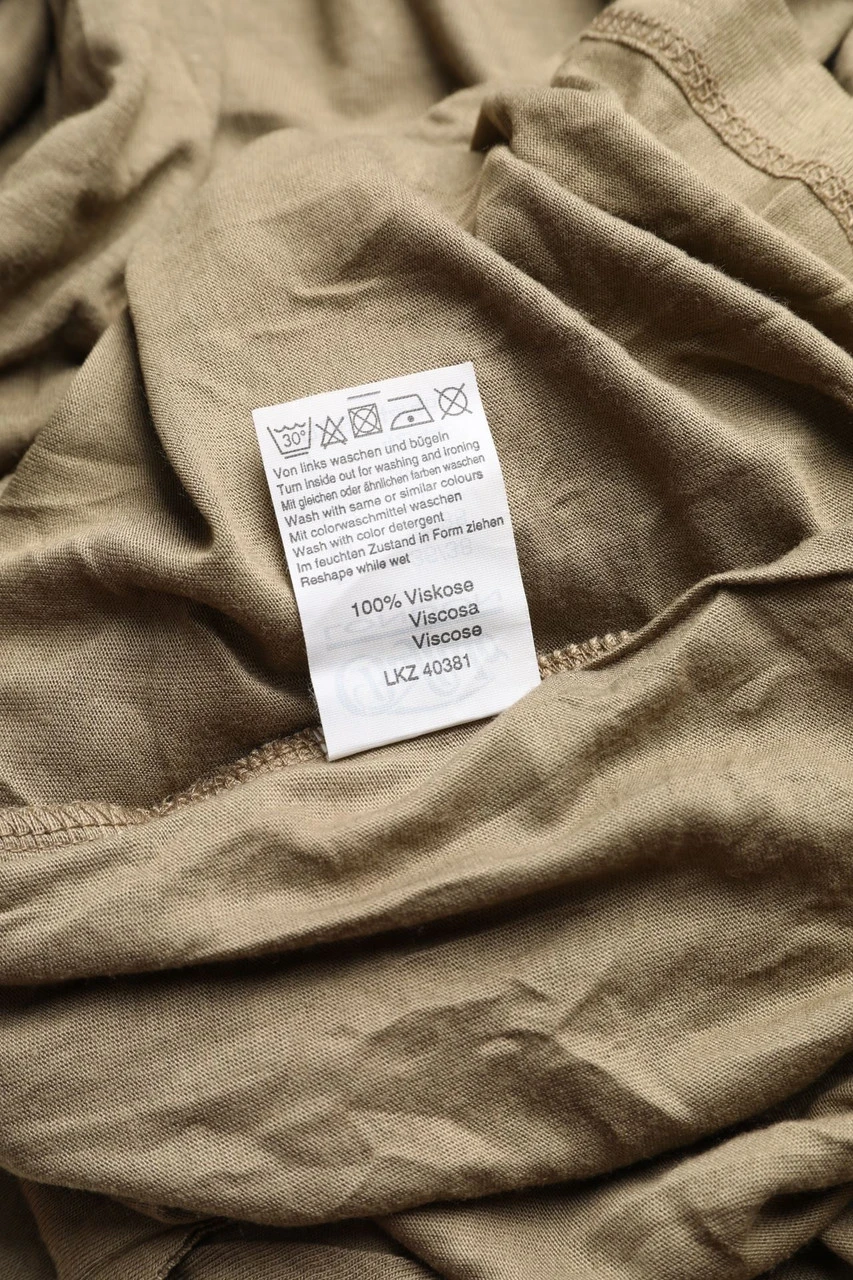 30°
Von links waschen und bügeln
Turn inside out for washing and ironing
Mit gleichen oder ähnlichen farben waschen
Wash with same or similar colours
Mit colorwaschmittel waschen
Wash with color detergent
Im feuchten Zustand in Form ziehen
Reshape while wet
100% Viskose
Viscosa
Viscose
LKZ 40381